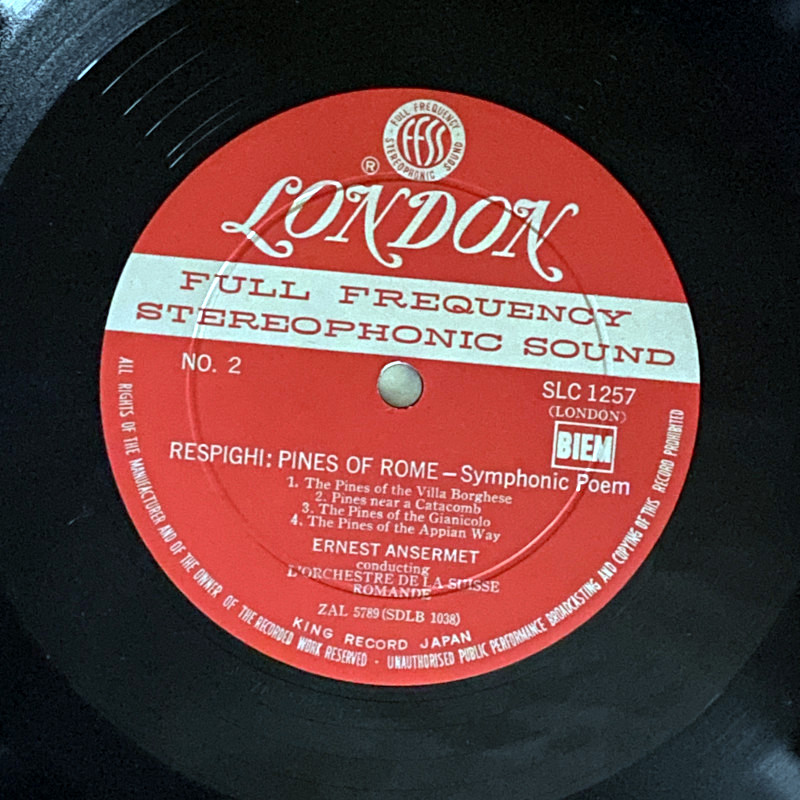 FULL FREQUENCY
FFSS
STEREOPHONIC SOUND
®
LONDON
FULL FREQUENCY
STEREOPHONIC SOUND
NO. 2
SLC 1257
(LONDON)
BIEM
RESPIGHI: PINES OF ROME—Symphonic Poem
1. The Pines of the Villa Borghese
2. Pines near a Catacomb
3. The Pines of the Gianicolo
4. The Pines of the Appian Way
ERNEST ANSERMET
conducting
L'ORCHESTRE DE LA SUISSE
ROMANDE
ZAL 5789 (SDLB 1038)
KING RECORD JAPAN
ALL RIGHTS OF THE MANUFACTURER AND OF THE OWNER OF THE RECORDED WORK RESERVED · UNAUTHORISED PUBLIC PERFORMANCE BROADCASTING AND COPYING OF THIS RECORD PROHIBITED